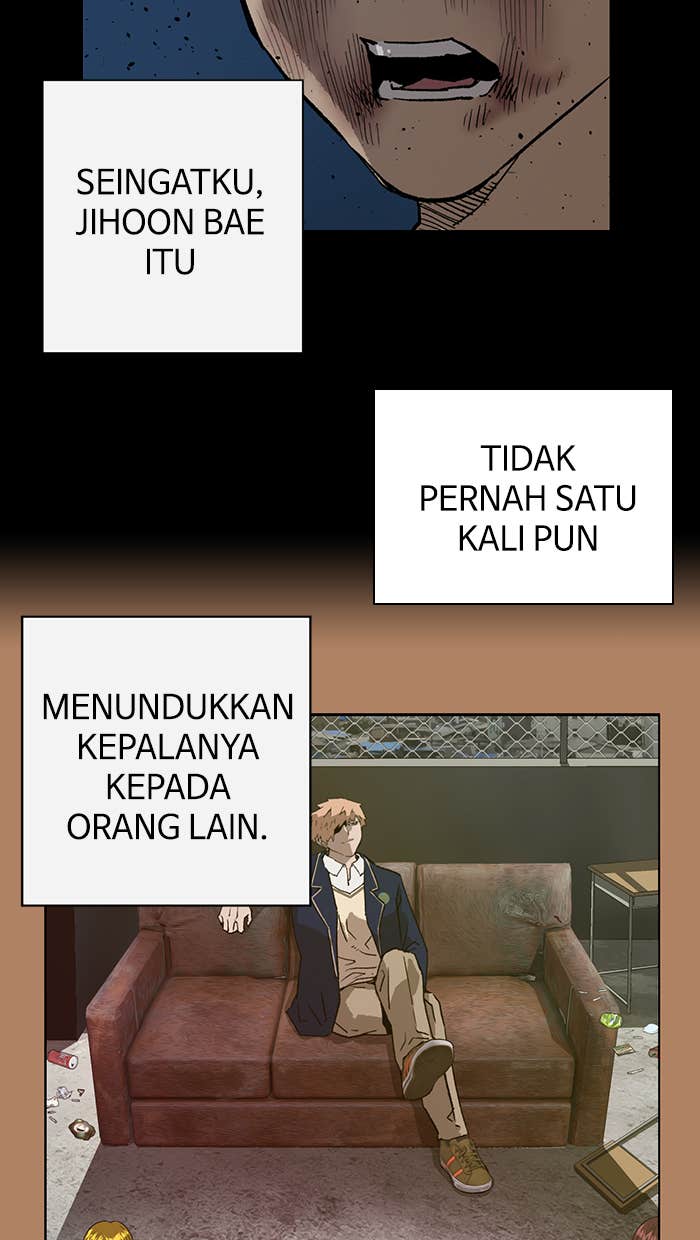 SEINGATKU,
JIHOON BAE
ITU
TIDAK
PERNAH SATU
KALI PUN
MENUNDUKKAN
KEPALANYA
KEPADA
ORANG LAIN.